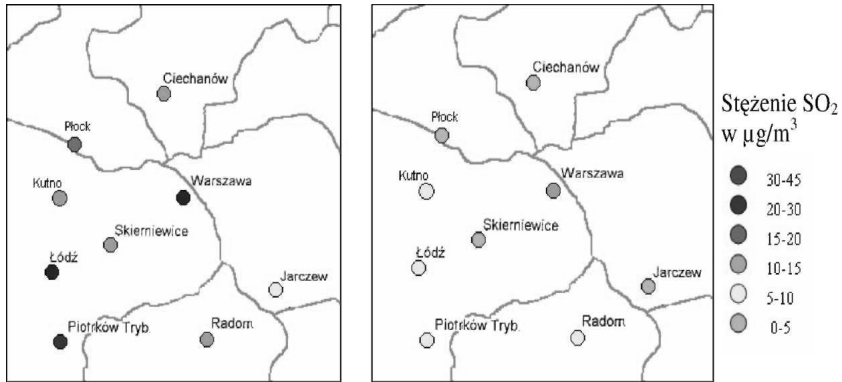 Ciechanów
Płock
Kutno
Warszawa
Skierniewice
Łódź
Jarczew
Piotrków Tryb.
Radom
Ciechanów
Płock
Kutno
Warszawa
Skierniewice
Łódź
Jarczew
Piotrków Tryb.
Radom
Stężenie SO₂
w µg/m³
30-45
20-30
15-20
10-15
5-10
0-5